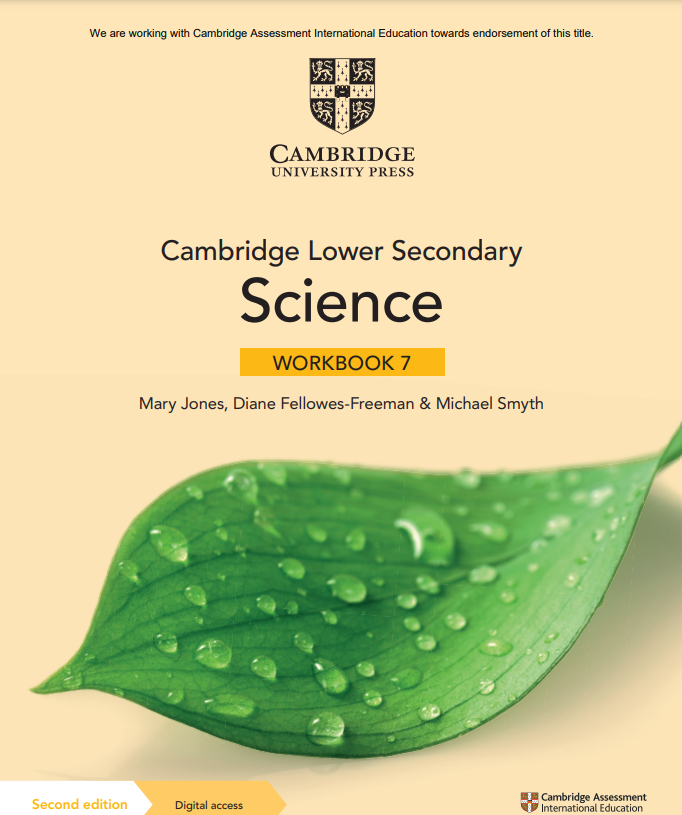 We are working with Cambridge Assessment International Education towards endorsement of this title.
CAMBRIDGE
UNIVERSITY PRESS
Cambridge Lower Secondary
Science
WORKBOOK 7
Mary Jones, Diane Fellowes-Freeman & Michael Smyth
Second edition
Digital access
Cambridge Assessment
International Education